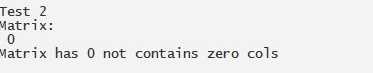 Test 2
Matrix:
0
Matrix has 0 not contains zero cols